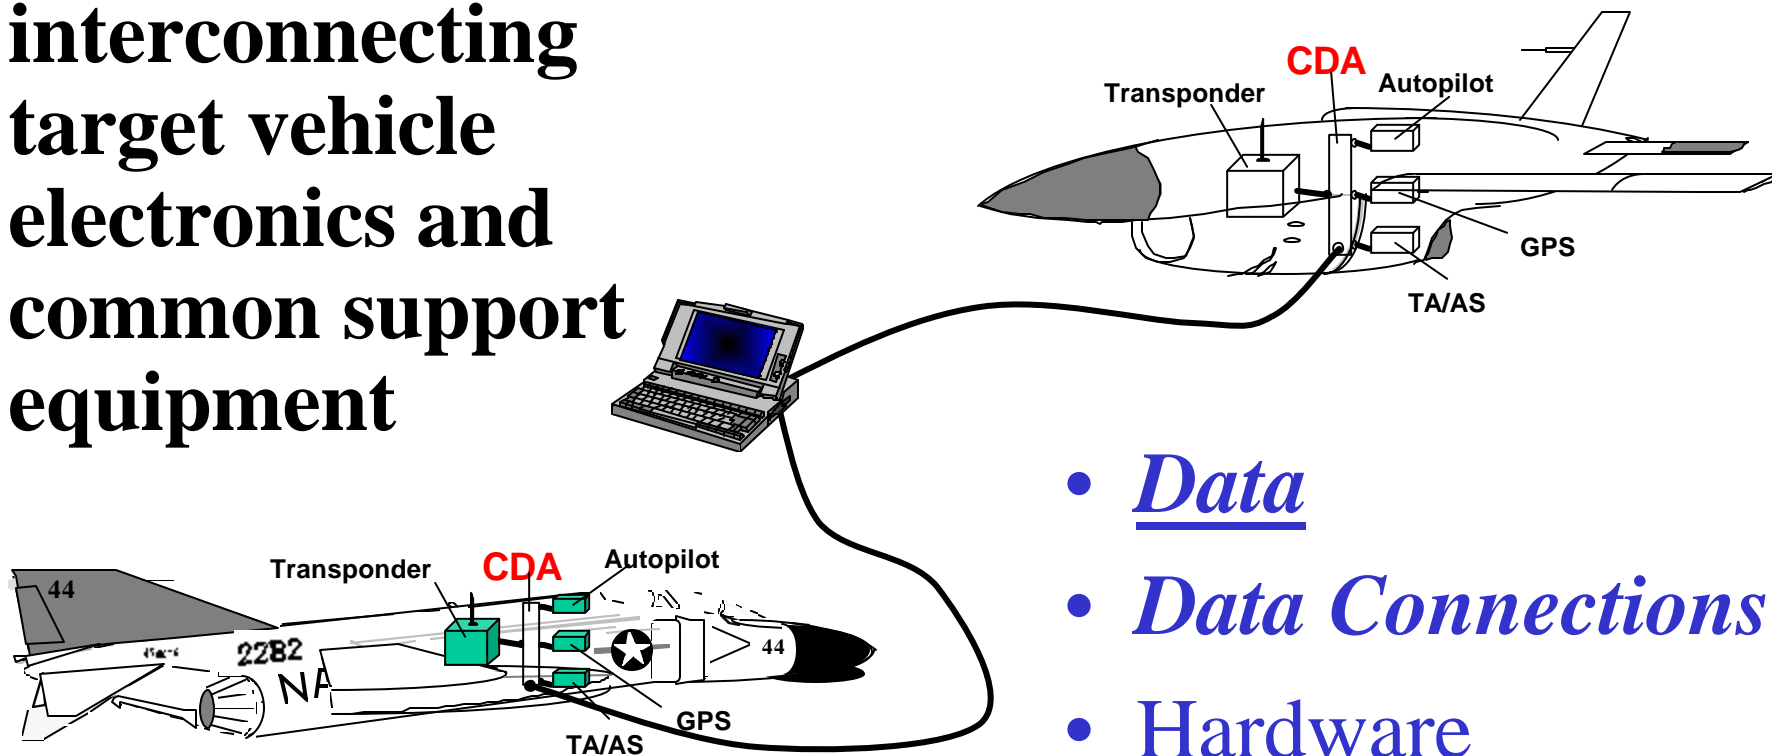 interconnecting
target vehicle
electronics and
common support
equipment
CDA
Transponder
Autopilot
GPS
TA/AS
• Data
• Data Connections
• Hardware
Transponder
CDA
Autopilot
44
2282
44
GPS
TA/AS